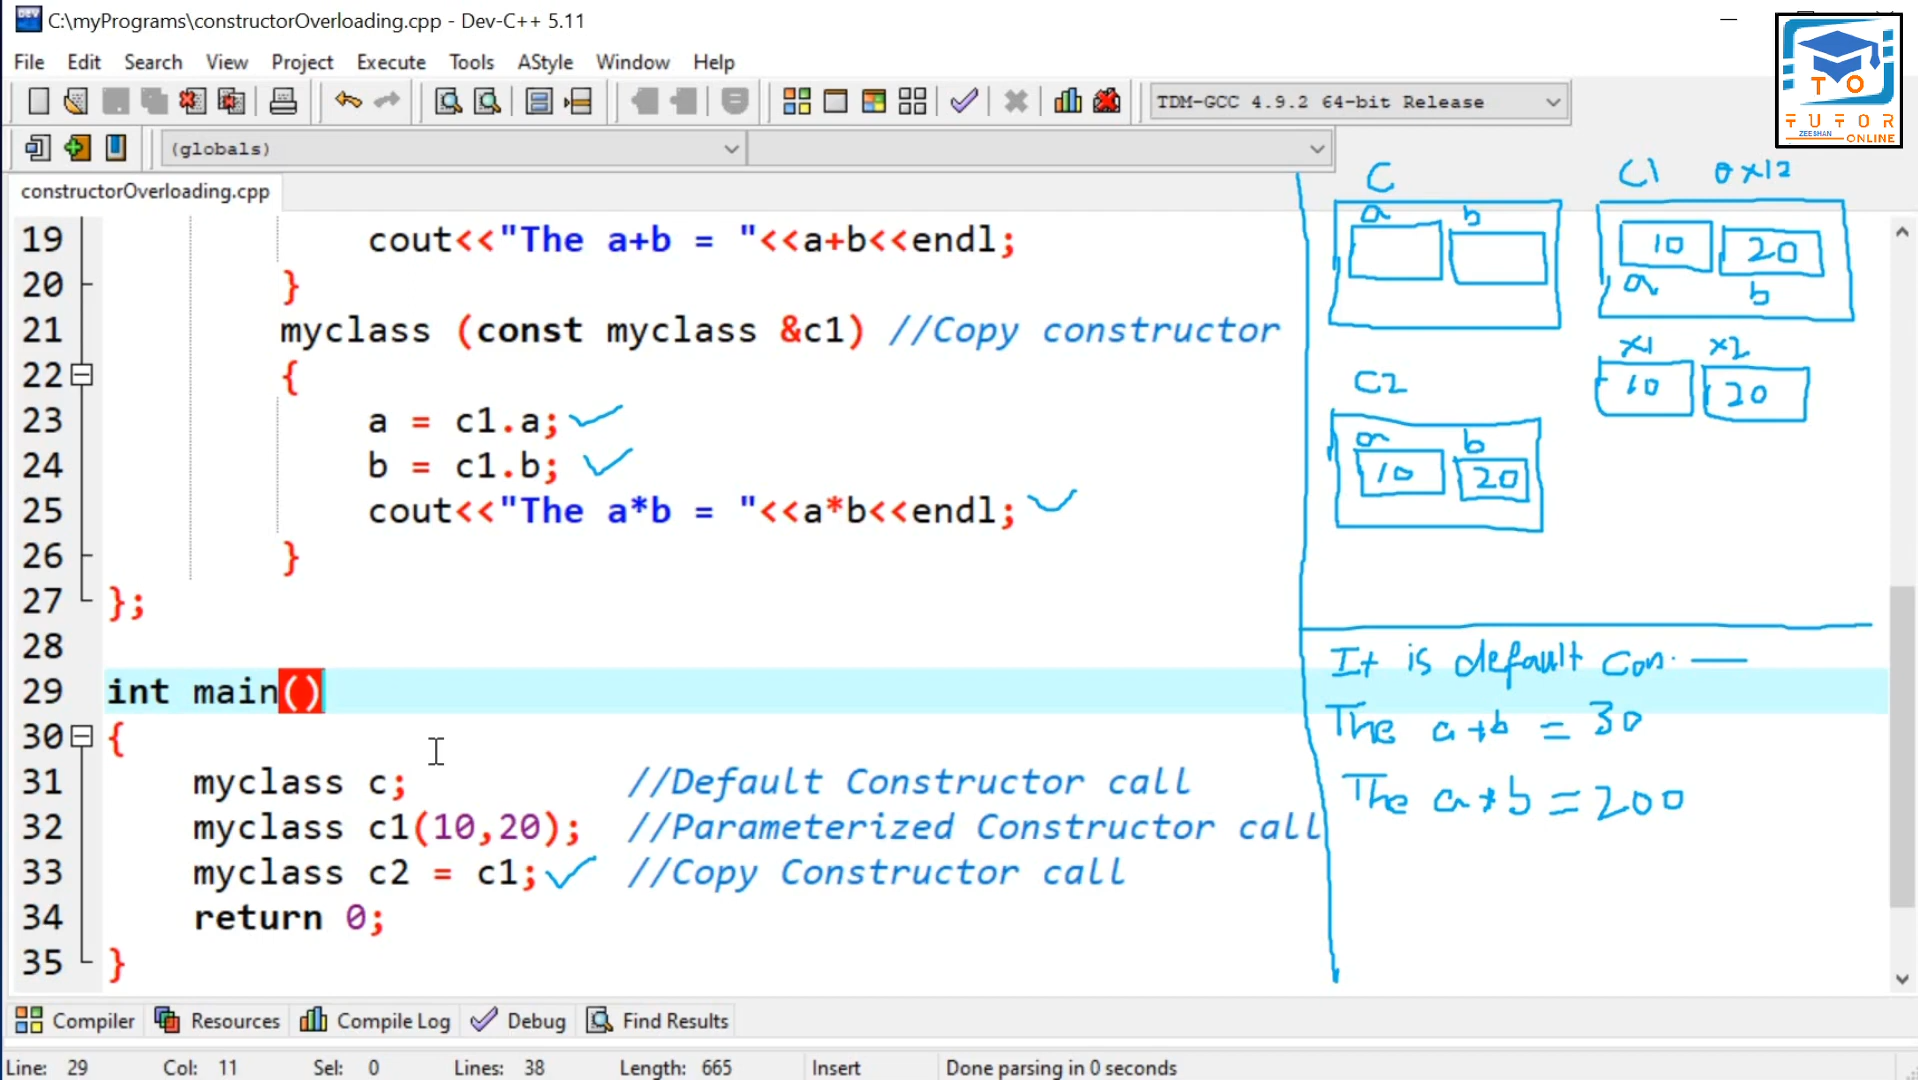 C:\myPrograms\constructorOverloading.cpp - Dev-C++ 5.11
File Edit Search View Project Execute Tools AStyle Window Help
TDM-GCC 4.9.2 64-bit Release
TO
TUTOR
ZEESHAN
ONLINE
(globals)
constructorOverloading.cpp
19 cout<<"The a+b = "<<a+b<<endl;
20 }
21 myclass (const myclass &c1) //Copy constructor
22 {
23 a = c1.a;
24 b = c1.b;
25 cout<<"The a*b = "<<a*b<<endl;
26 }
27 };
28
29 int main()
30 {
31 myclass c; //Default Constructor call
32 myclass c1(10,20); //Parameterized Constructor call
33 myclass c2 = c1; //Copy Constructor call
34 return 0;
35 }
C
a b
C1 0x12
10 20
a b
x1 x2
10 20
C2
a b
10 20
It is default Con.
The a+b = 30
The a*b = 200
Compiler Resources Compile Log Debug Find Results
Line: 29 Col: 11 Sel: 0 Lines: 38 Length: 665 Insert Done parsing in 0 seconds